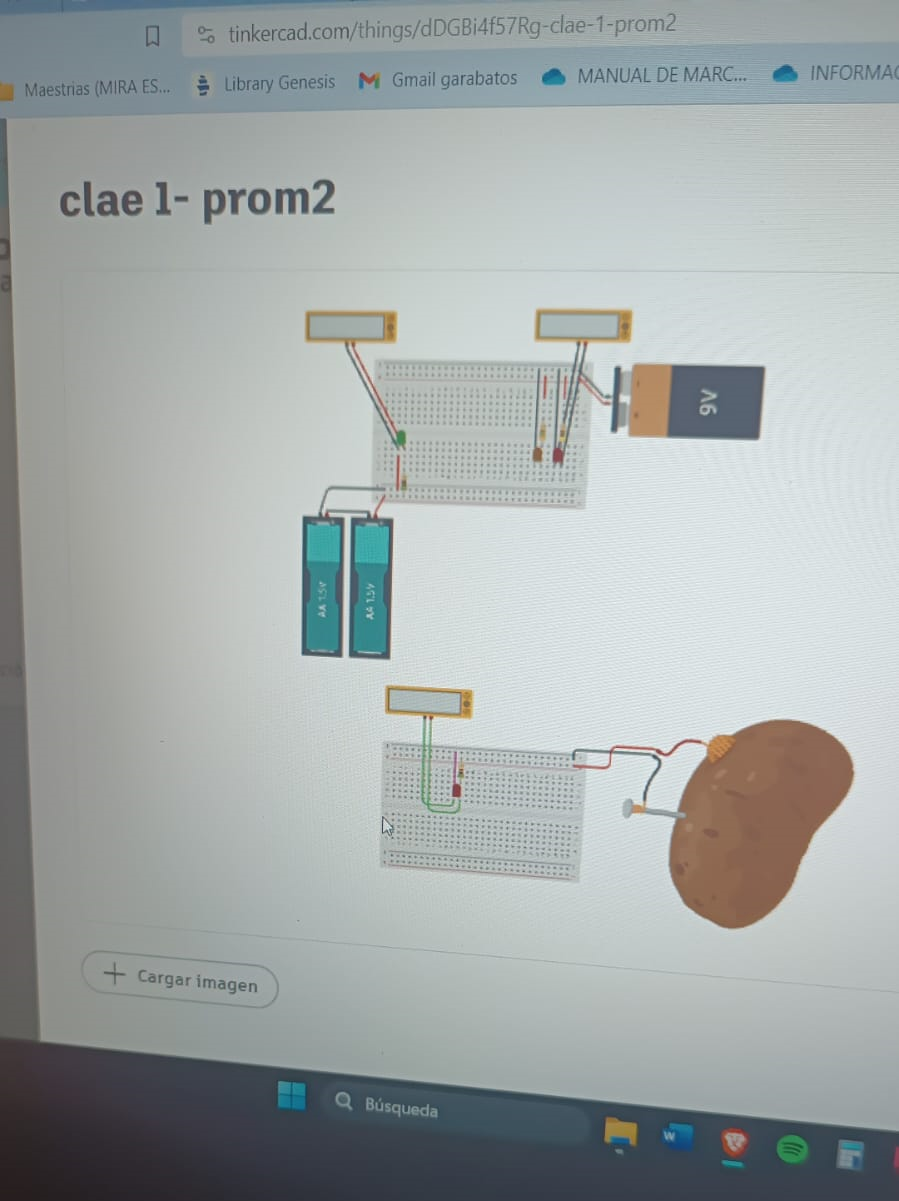 tinkercad.com/things/dDGBi4f57Rg-clae-1-prom2
Maestrias (MIRA ES... Library Genesis Gmail garabatos MANUAL DE MARC... INFORMAC
clae 1- prom2
9V
AA 1.5V AA 1.5V
+ Cargar imagen
Búsqueda